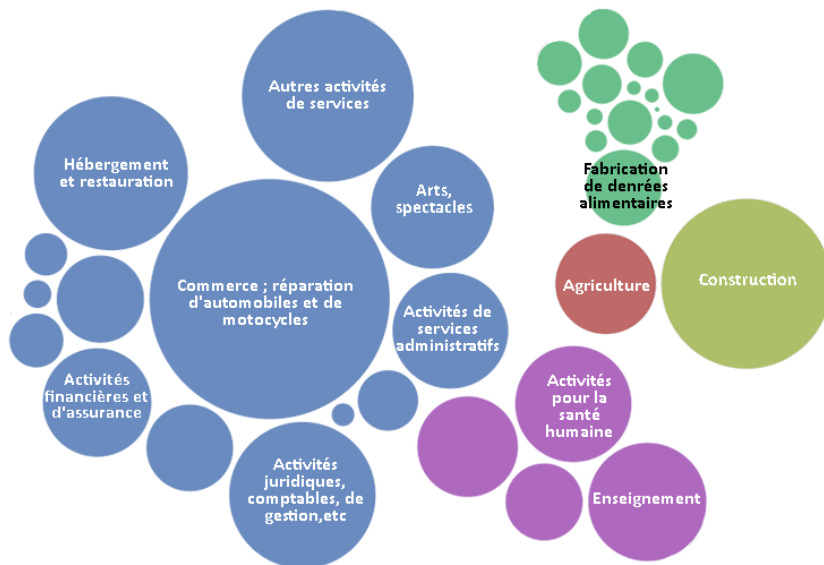 Autres activités
de services
Hébergement
et restauration
Arts,
spectacles
Fabrication
de denrées
alimentaires
Commerce ; réparation
d'automobiles et de
motocycles
Agriculture
Construction
Activités de
services
administratifs
Activités
financières et
d'assurance
Activités
pour la
santé
humaine
Activités
juridiques,
comptables, de
gestion,etc
Enseignement